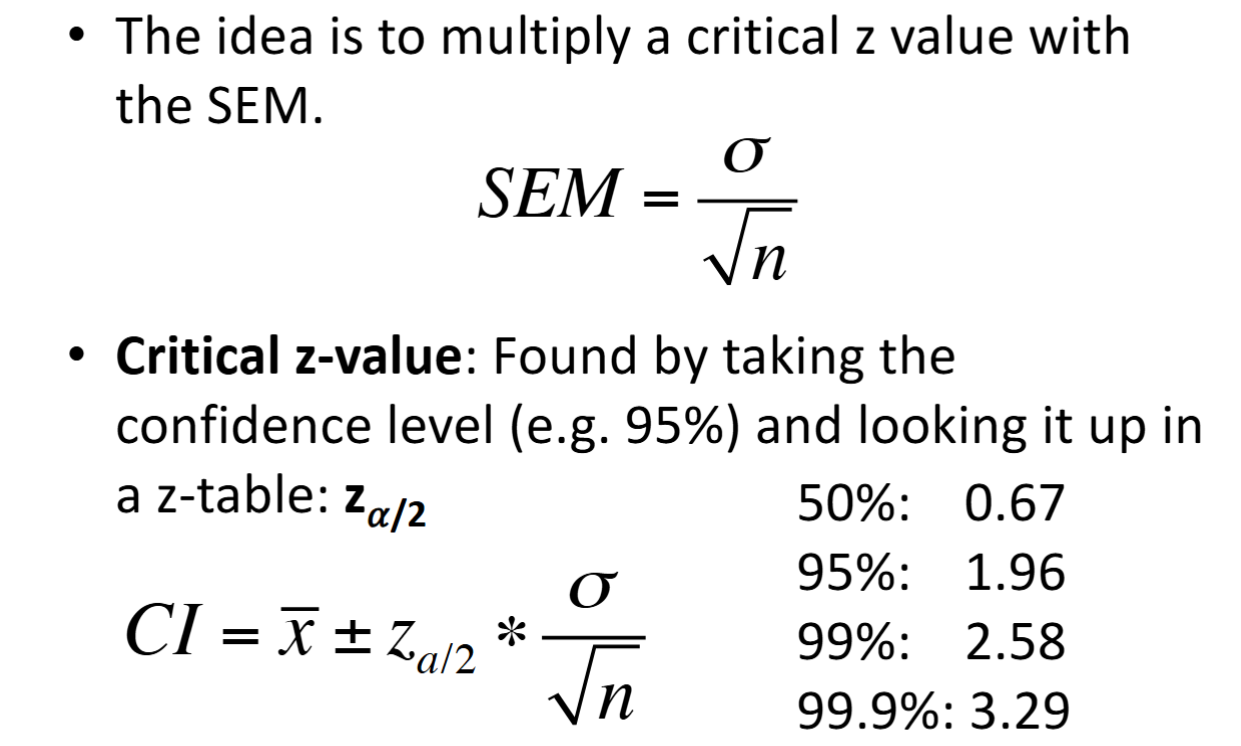 • The idea is to multiply a critical z value with
the SEM.
SEM = σ/√n
• Critical z-value: Found by taking the
confidence level (e.g. 95%) and looking it up in
a z-table: z_α/2
50%: 0.67
95%: 1.96
99%: 2.58
99.9%: 3.29
CI = x̅ ± z_a/2 * σ/√n